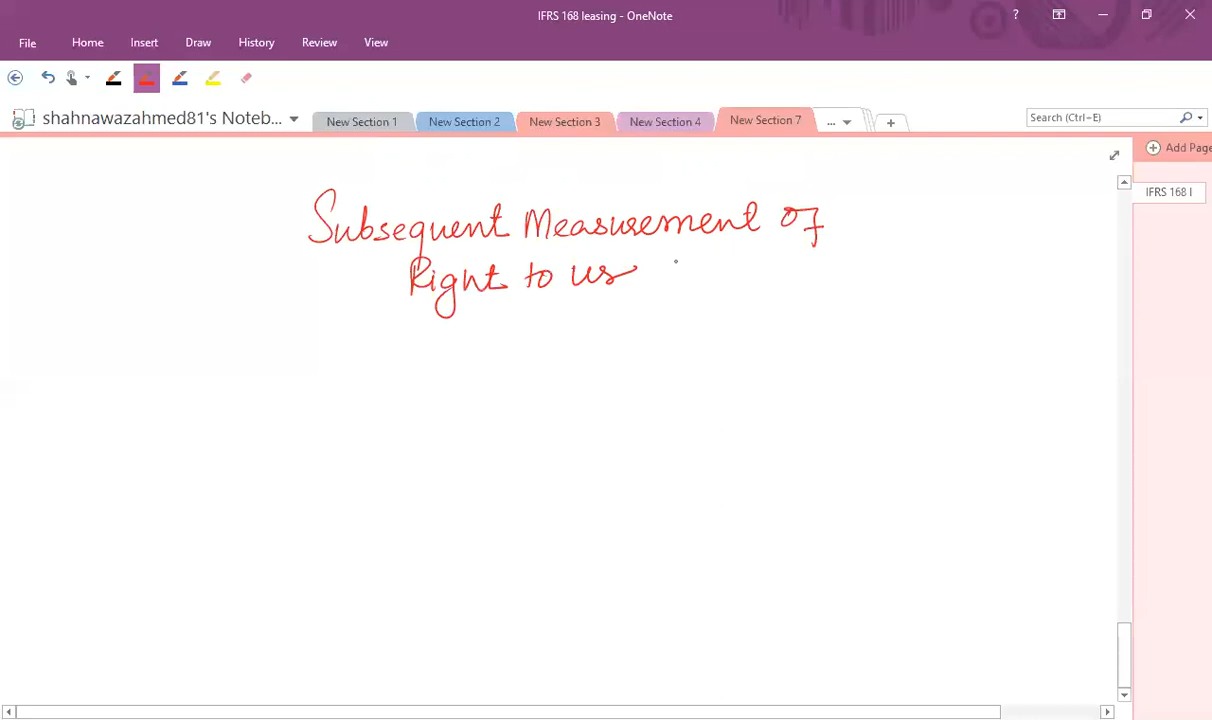 IFRS 168 leasing - OneNote
?
File Home Insert Draw History Review View
shahnawazahmed81's Noteb...
New Section 1 New Section 2 New Section 3 New Section 4 New Section 7 ... +
Search (Ctrl-E)
Add Page
IFRS 168 l
Subsequent Measurement of
Right to us